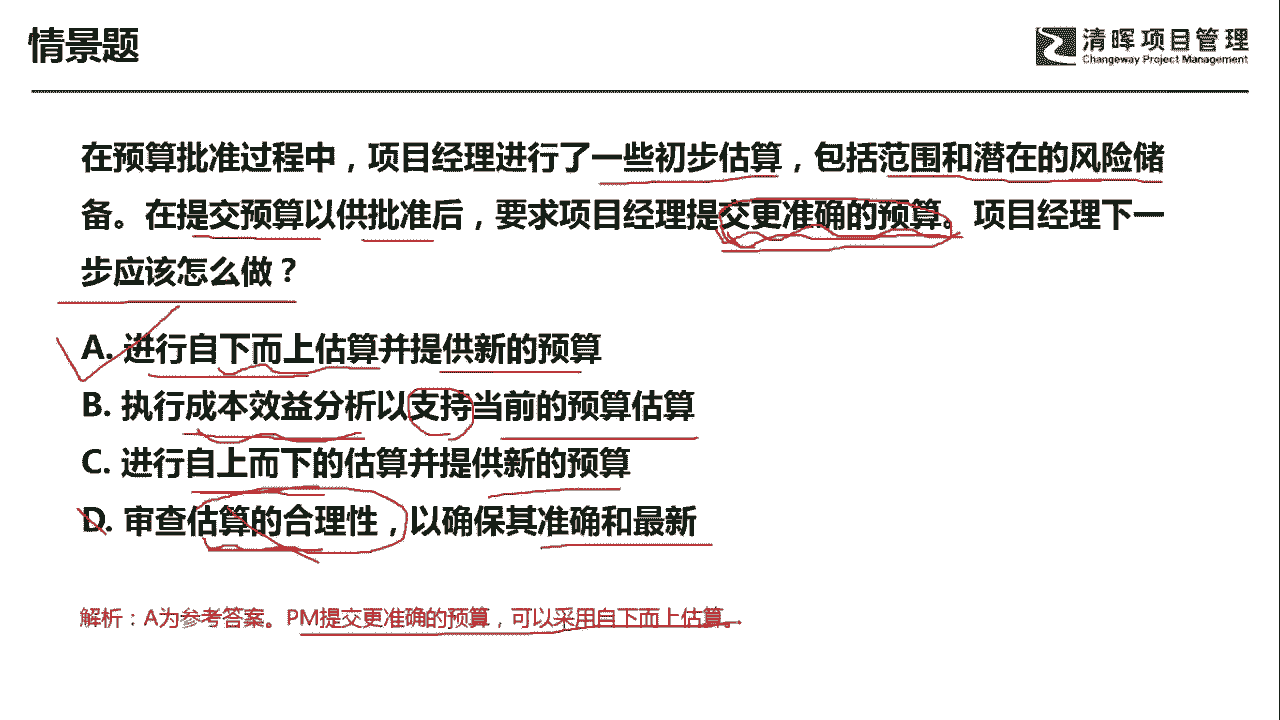 情景题
清晖项目管理
Changeway Project Management
在预算批准过程中，项目经理进行了一些初步估算，包括范围和潜在的风险储
备。在提交预算以供批准后，要求项目经理提交更准确的预算。项目经理下一
步应该怎么做？
A. 进行自下而上估算并提供新的预算
B. 执行成本效益分析以支持当前的预算估算
C. 进行自上而下的估算并提供新的预算
D. 审查估算的合理性，以确保其准确和最新
解析：A为参考答案。PM提交更准确的预算，可以采用自下而上估算。